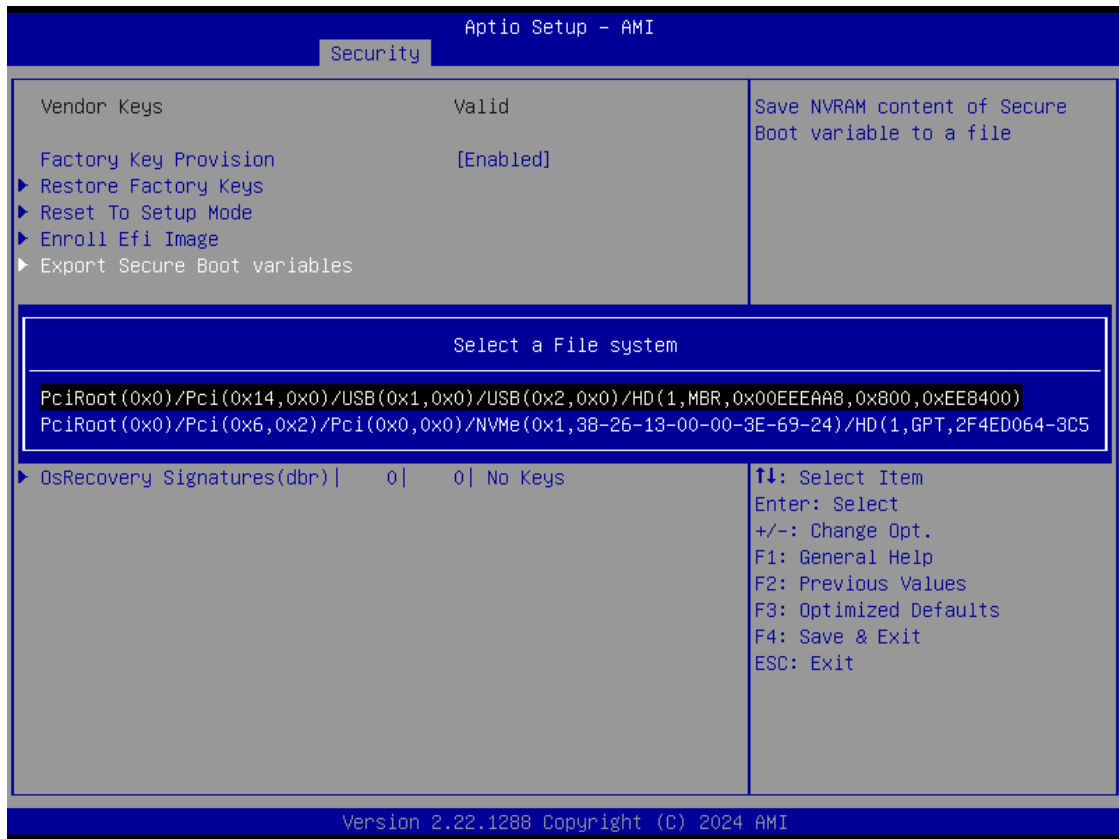 Aptio Setup - AMI
Security
Vendor Keys Valid
Factory Key Provision [Enabled]
Restore Factory Keys
Reset To Setup Mode
Enroll Efi Image
Export Secure Boot variables
Save NVRAM content of Secure
Boot variable to a file
Select a File system
PciRoot(0x0)/Pci(0x14,0x0)/USB(0x1,0x0)/USB(0x2,0x0)/HD(1,MBR,0x00EEEAA8,0x800,0xEE8400)
PciRoot(0x0)/Pci(0x6,0x2)/Pci(0x0,0x0)/NVMe(0x1,38-26-13-00-00-3E-69-24)/HD(1,GPT,2F4ED064-3C5
OsRecovery Signatures(dbr)| 0| 0| No Keys
↑↓: Select Item
Enter: Select
+/-: Change Opt.
F1: General Help
F2: Previous Values
F3: Optimized Defaults
F4: Save & Exit
ESC: Exit
Version 2.22.1288 Copyright (C) 2024 AMI